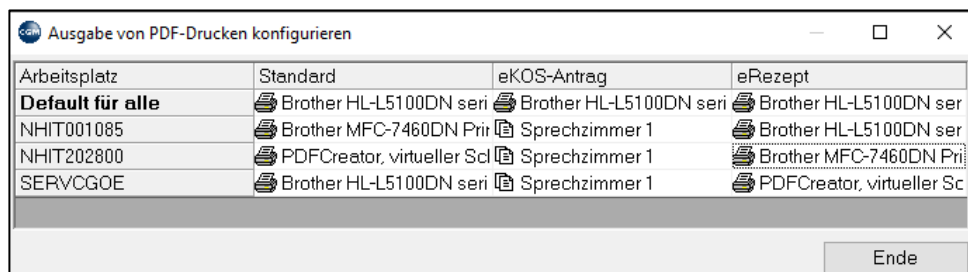 CGM Ausgabe von PDF-Drucken konfigurieren
Arbeitsplatz Standard eKOS-Antrag eRezept
Default für alle Brother HL-L5100DN seri Brother HL-L5100DN seri Brother HL-L5100DN ser
NHIT001085 Brother MFC-7460DN Prir Sprechzimmer 1 Brother HL-L5100DN ser
NHIT202800 PDFCreator, virtueller Scl Sprechzimmer 1 Brother MFC-7460DN Pri
SERVCGOE Brother HL-L5100DN seri Sprechzimmer 1 PDFCreator, virtueller Sc
Ende